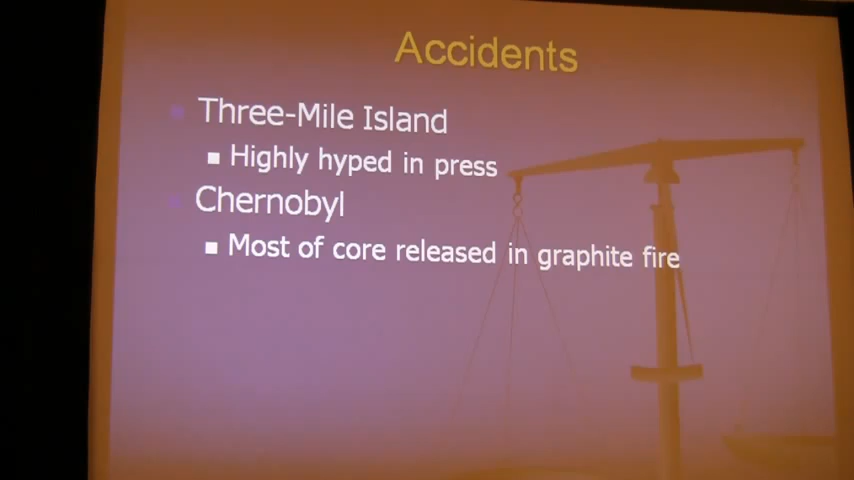 Accidents
Three-Mile Island
Highly hyped in press
Chernobyl
Most of core released in graphite fire